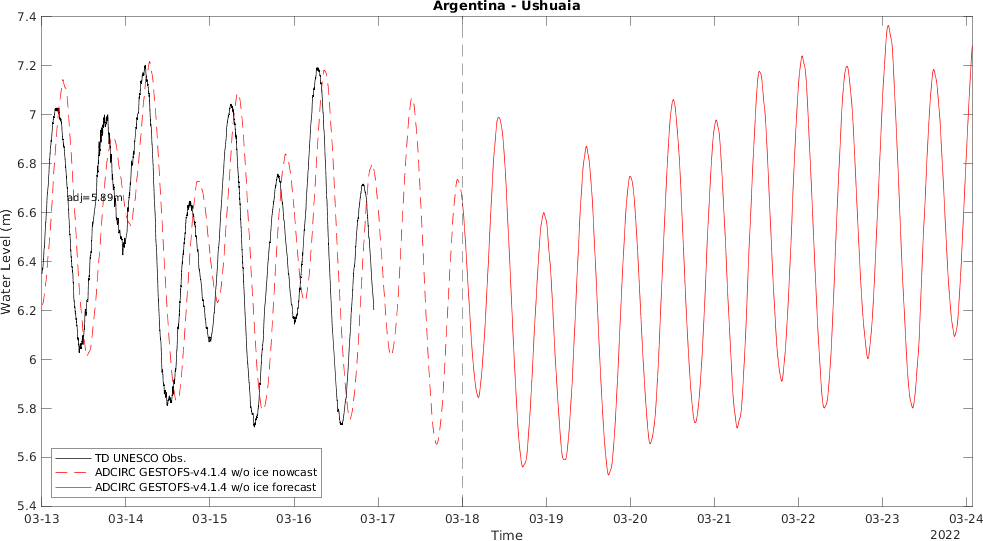 Argentina - Ushuaia
7.4
7.2
7
6.8
6.6
6.4
6.2
6
5.8
5.6
5.4
Water Level (m)
adj=5.89m
TD UNESCO Obs.
ADCIRC GESTOFS-v4.1.4 w/o ice nowcast
ADCIRC GESTOFS-v4.1.4 w/o ice forecast
03-13 03-14 03-15 03-16 03-17 03-18 03-19 03-20 03-21 03-22 03-23 03-24
Time
2022